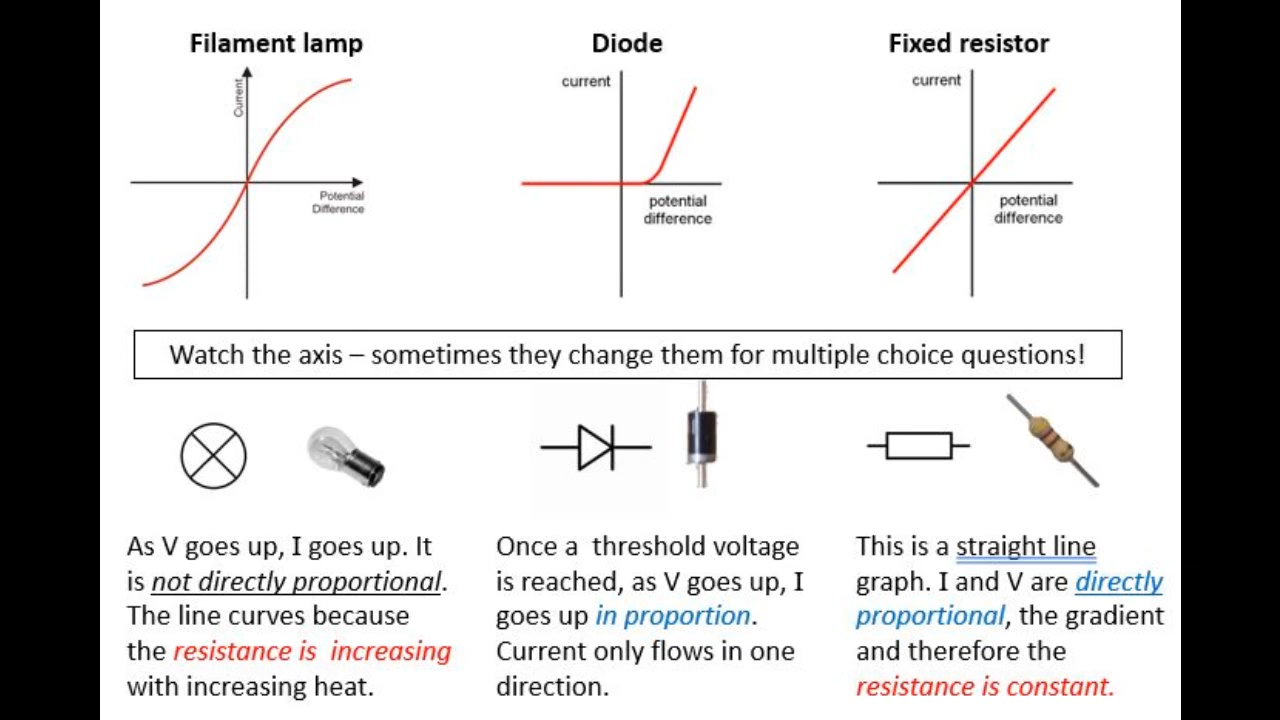 Filament lamp
Diode
Fixed resistor
Current
Potential
Difference
current
potential
difference
current
potential
difference
Watch the axis – sometimes they change them for multiple choice questions!
As V goes up, I goes up. It
is not directly proportional.
The line curves because
the resistance is  increasing
with increasing heat.
Once a  threshold voltage
is reached, as V goes up, I
goes up in proportion.
Current only flows in one
direction.
This is a straight line
graph. I and V are directly
proportional, the gradient
and therefore the
resistance is constant.